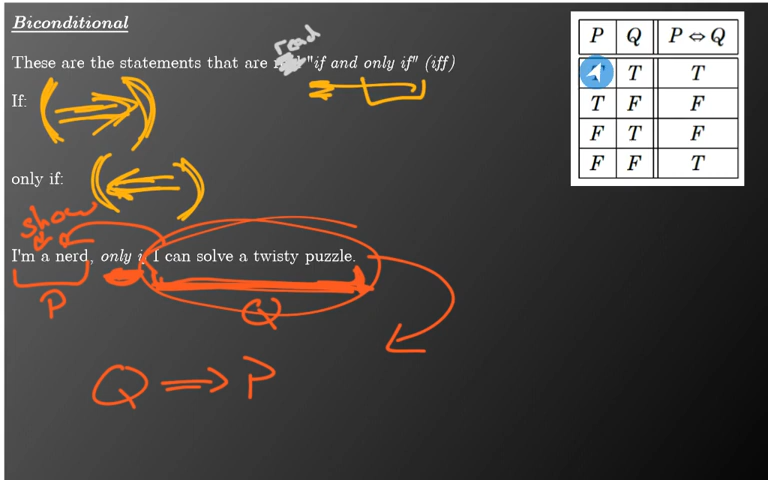 Biconditional
read
These are the statements that are "if and only if" (iff)
If: ⟹
only if: ⟸
show
I'm a nerd, only if I can solve a twisty puzzle.
P
Q
Q ⟹ P
P Q P ⇔ Q
T T
T F F
F T F
F F T